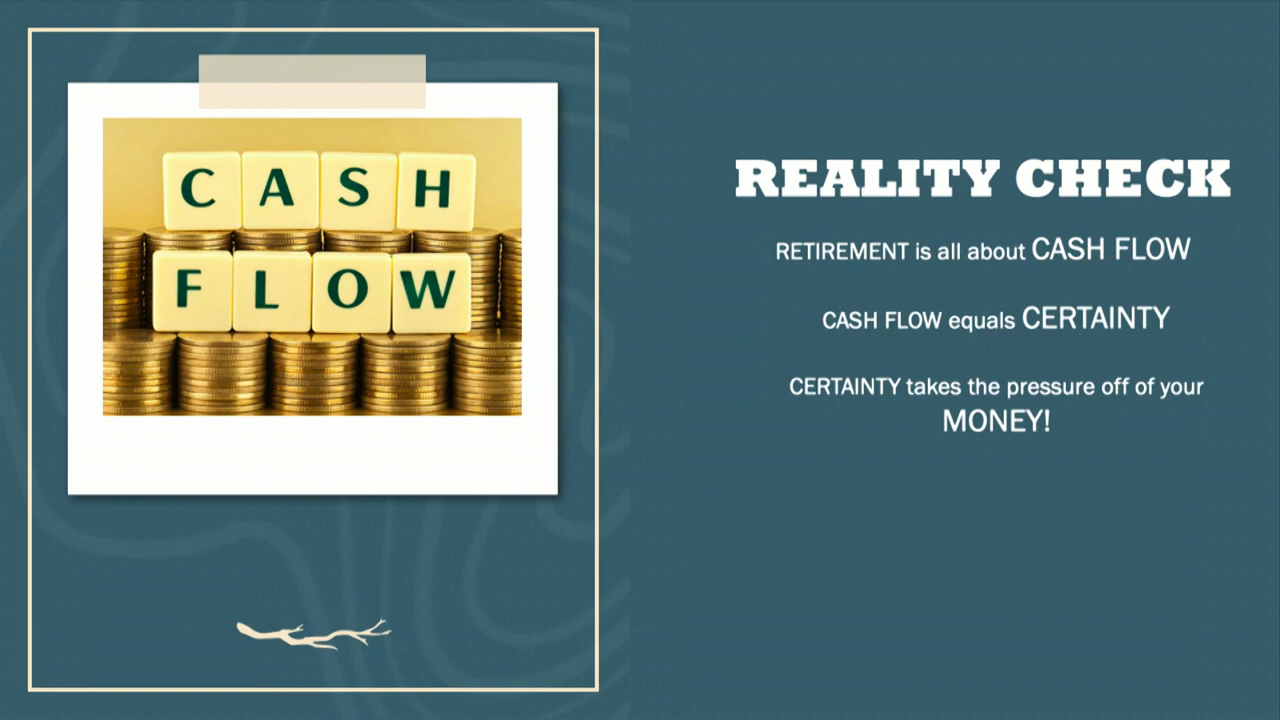 CASH
FLOW
REALITY CHECK
RETIREMENT is all about CASH FLOW
CASH FLOW equals CERTAINTY
CERTAINTY takes the pressure off of your
MONEY!